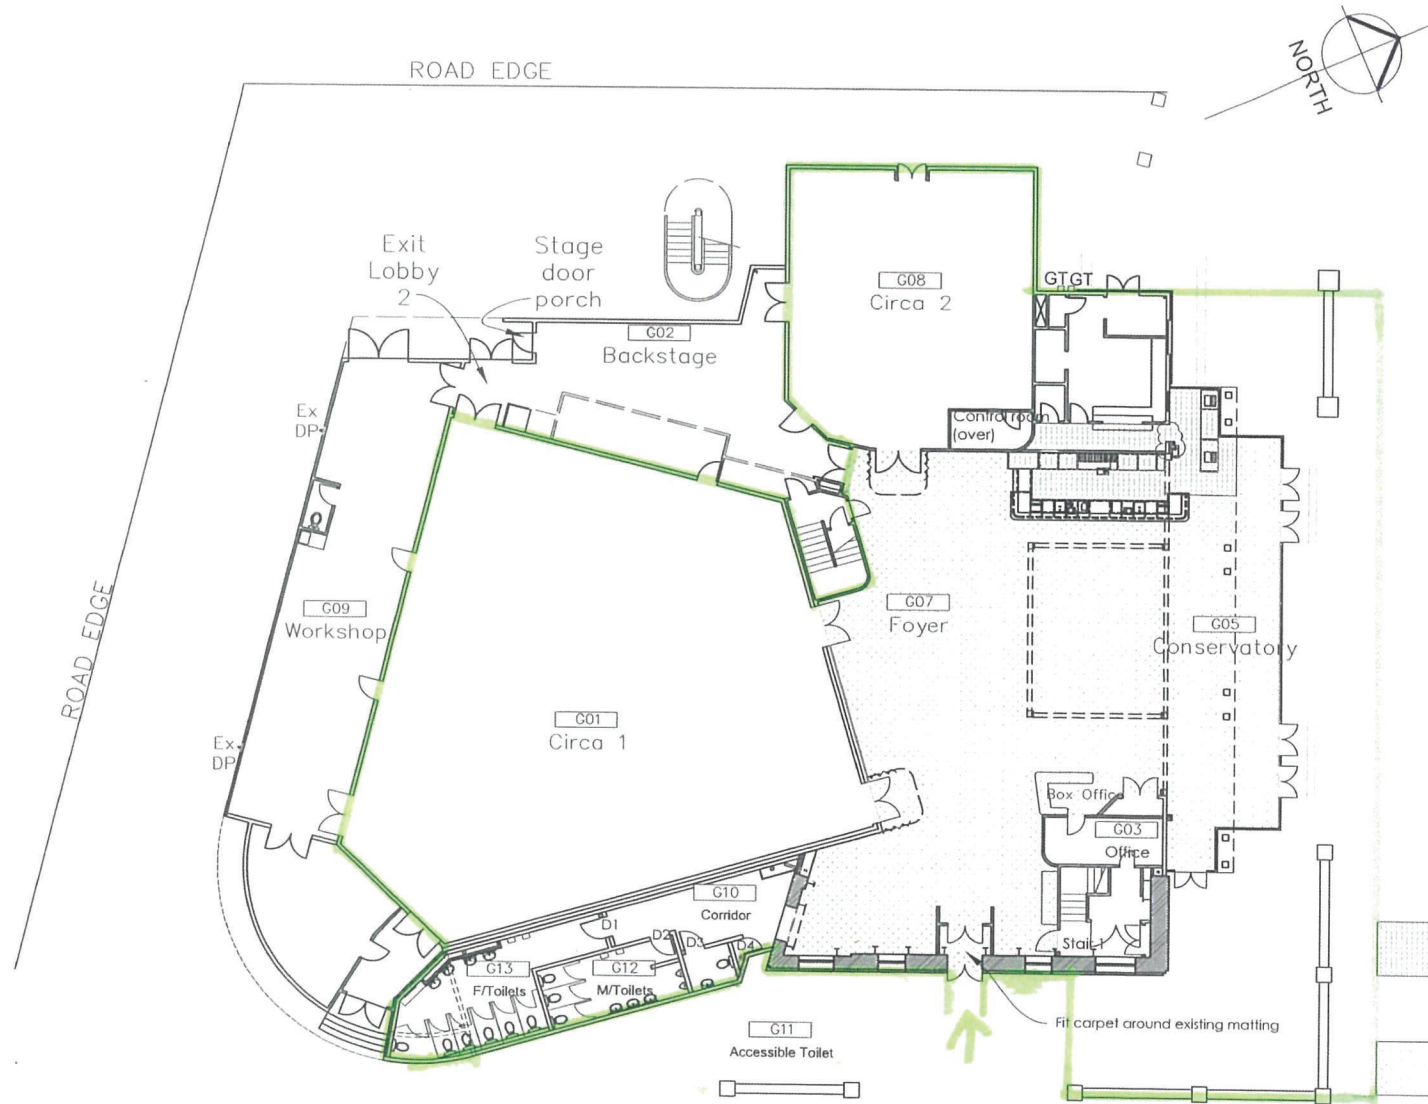 ROAD EDGE
NORTH
Exit
Lobby
2
Stage
door
porch
G02
Backstage
G08
Circa 2
GT GT
Control room
(over)
Ex
DP
ROAD EDGE
G09
Workshop
G07
Foyer
G05
Conservatory
G01
Circa 1
Ex.
DP
Box Office
G03
Office
G10
Corridor
D1
D2
D3
D4
Stair 1
G13
F/Toilets
G12
M/Toilets
G11
Accessible Toilet
Fit carpet around existing matting